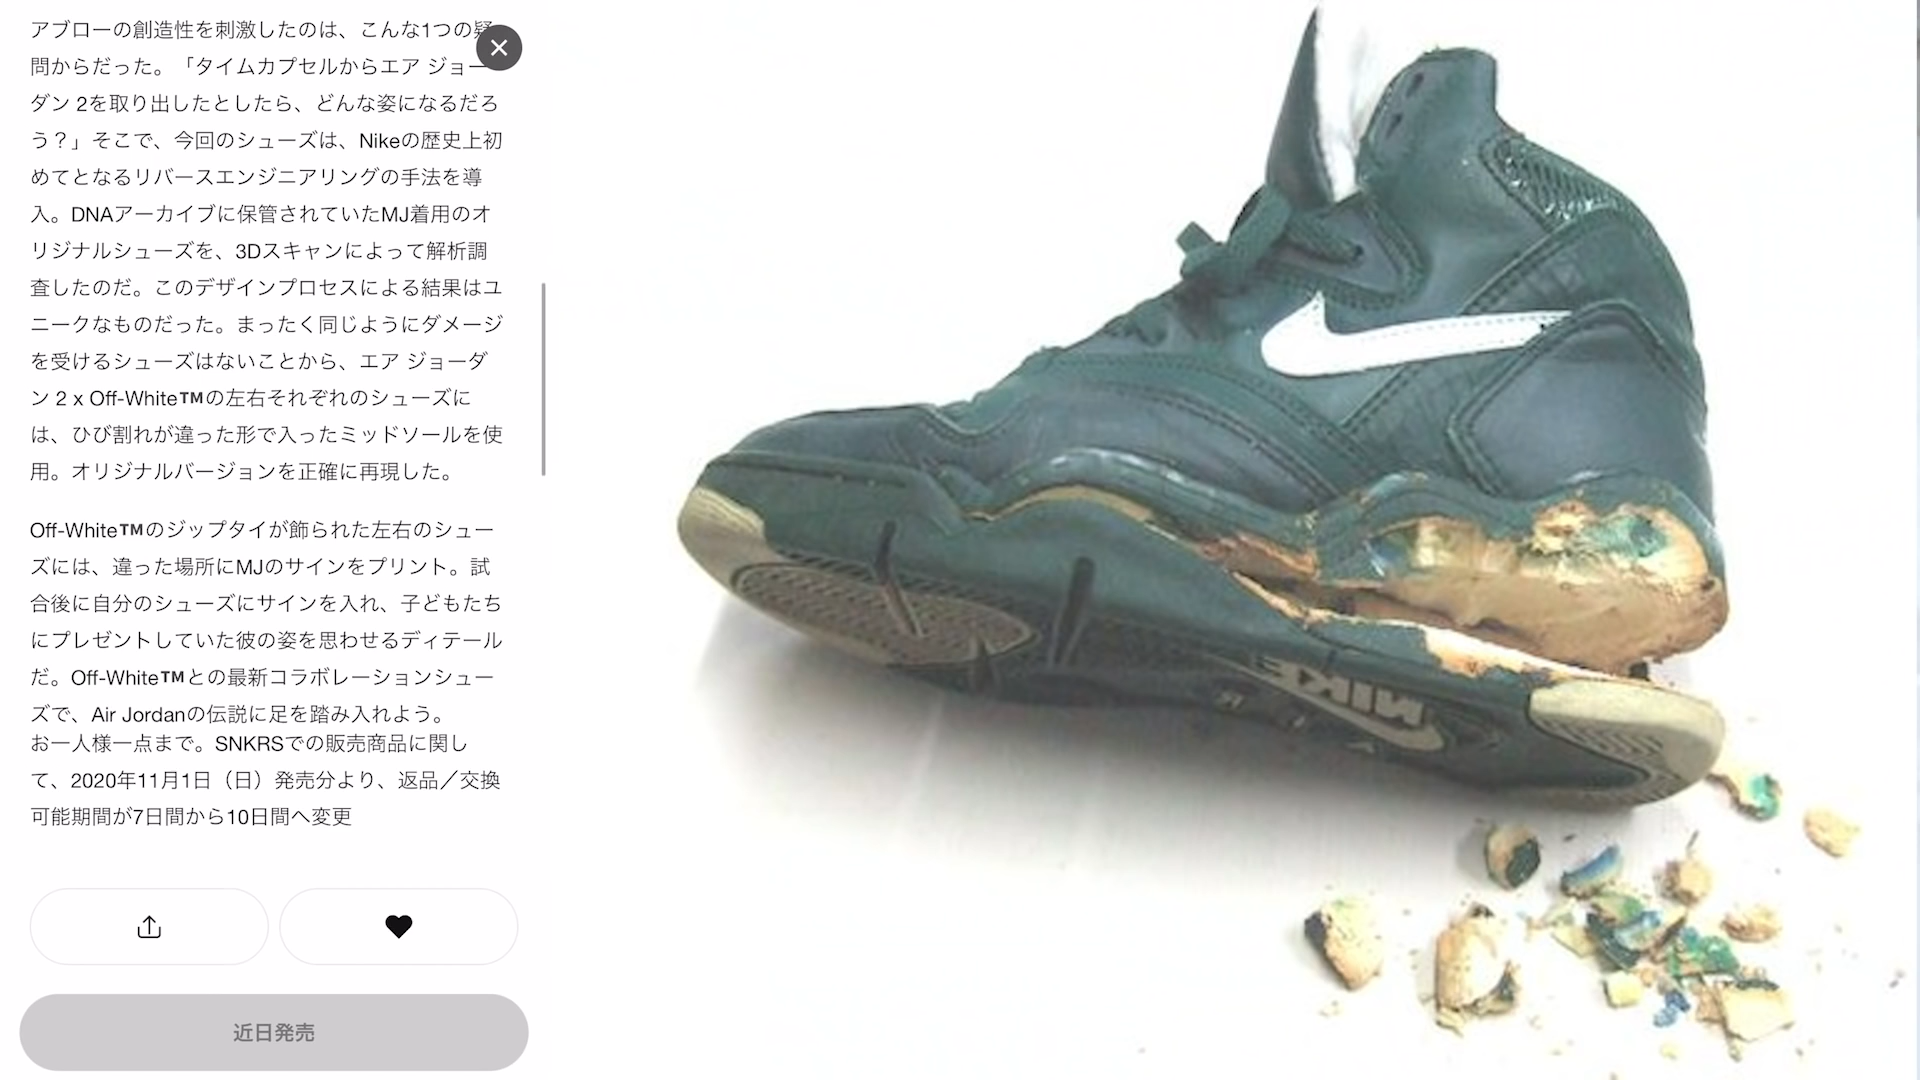 アブローの創造性を刺激したのは、こんな1つの疑
問からだった。「タイムカプセルからエア ジョー
ダン 2を取り出したとしたら、どんな姿になるだろ
う？」そこで、今回のシューズは、Nikeの歴史上初
めてとなるリバースエンジニアリングの手法を導
入。DNAアーカイブに保管されていたMJ着用のオ
リジナルシューズを、3Dスキャンによって解析調
査したのだ。このデザインプロセスによる結果はユ
ニークなものだった。まったく同じようにダメージ
を受けるシューズはないことから、エア ジョーダ
ン 2 x Off-White™の左右それぞれのシューズに
は、ひび割れが違った形で入ったミッドソールを使
用。オリジナルバージョンを正確に再現した。
Off-White™のジップタイが飾られた左右のシュー
ズには、違った場所にMJのサインをプリント。試
合後に自分のシューズにサインを入れ、子どもたち
にプレゼントしていた彼の姿を思わせるディテール
だ。Off-White™との最新コラボレーションシュー
ズで、Air Jordanの伝説に足を踏み入れよう。
お一人様一点まで。SNKRSでの販売商品に関し
て、2020年11月1日（日）発売分より、返品／交換
可能期間が7日間から10日間へ変更
近日発売
NIKE